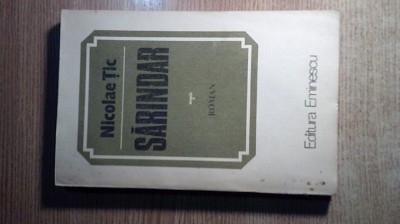 Nicolae Țic
SĂRINDAR
ROMAN
Editura Eminescu